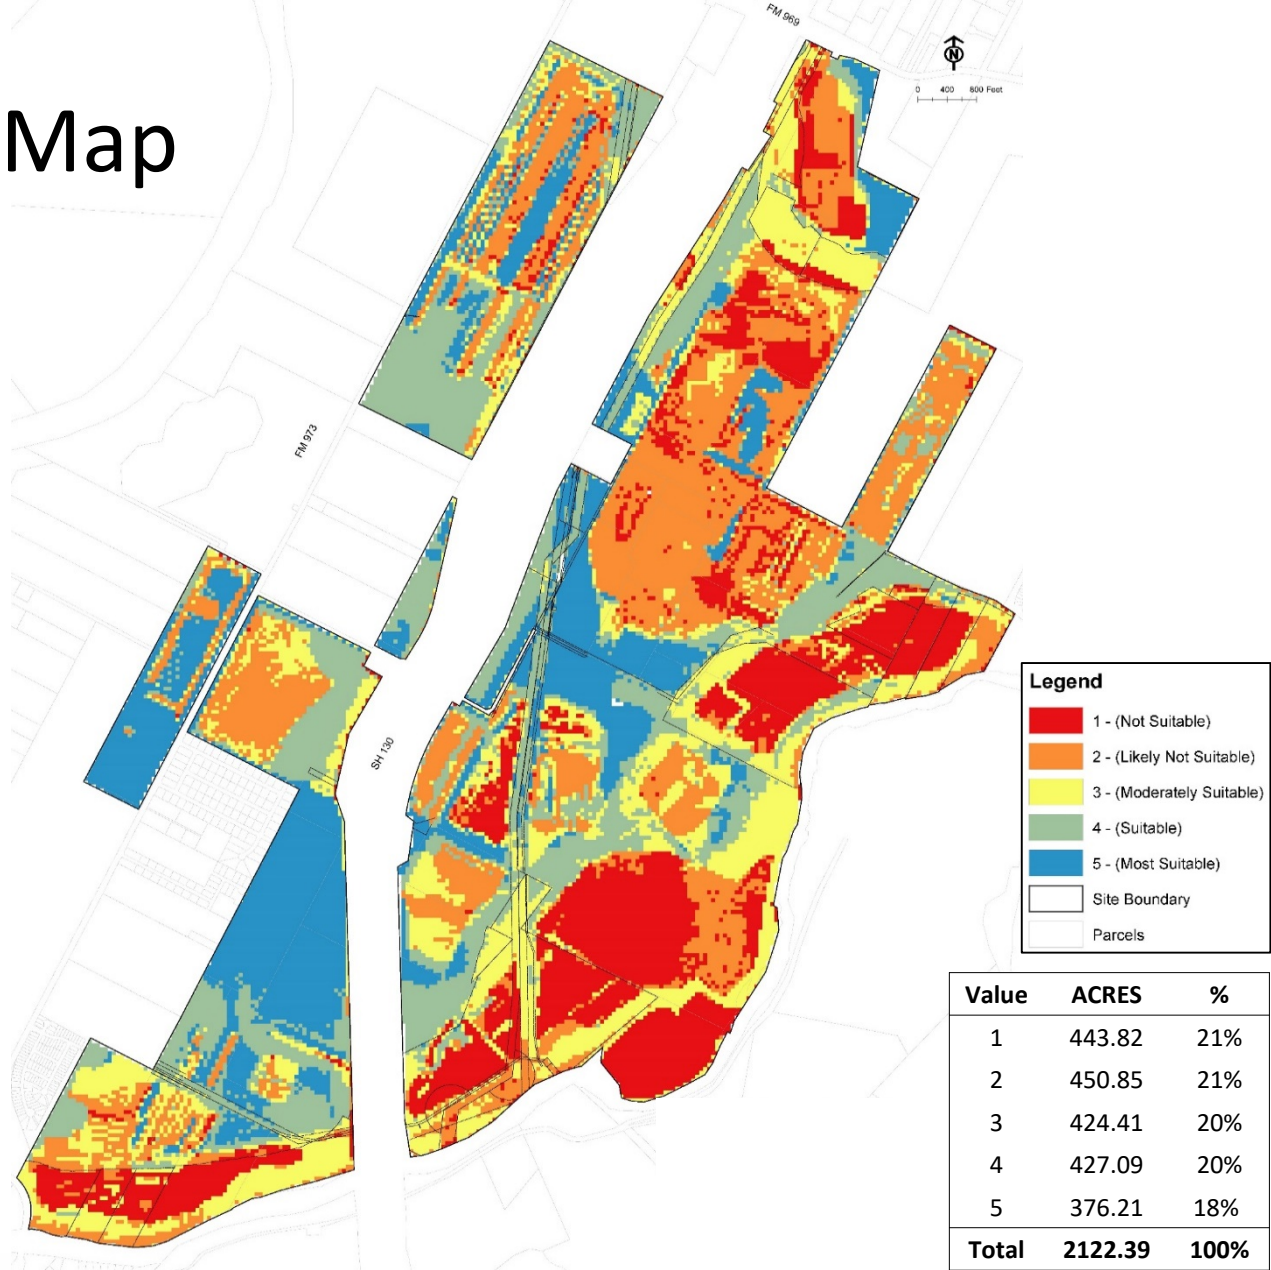 Map
FM 969
N
0 400 800 Feet
FM 973
SH 130
Legend
1 - (Not Suitable)
2 - (Likely Not Suitable)
3 - (Moderately Suitable)
4 - (Suitable)
5 - (Most Suitable)
Site Boundary
Parcels
Value ACRES %
1 443.82 21%
2 450.85 21%
3 424.41 20%
4 427.09 20%
5 376.21 18%
Total 2122.39 100%